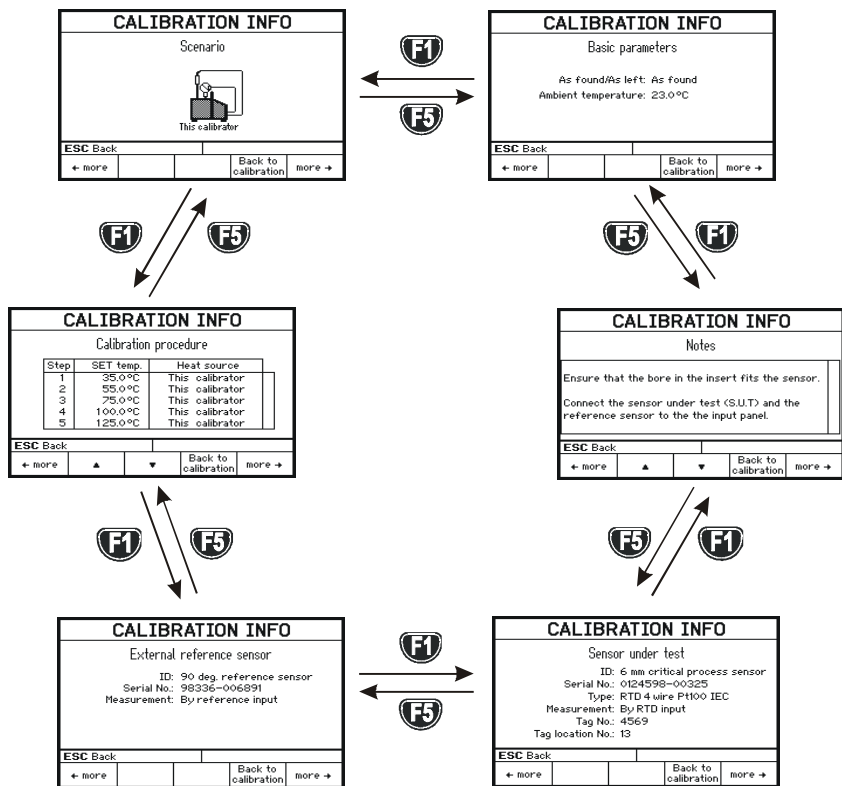 CALIBRATION INFO
Scenario
This calibrator
ESC Back
← more
Back to
calibration
more →
F1
F5
CALIBRATION INFO
Basic parameters
As found/As left: As found
Ambient temperature: 23.0°C
ESC Back
← more
Back to
calibration
more →
F1
F5
F5
F1
CALIBRATION INFO
Calibration procedure
Step SET temp. Heat source
1 35.0°C This calibrator
2 55.0°C This calibrator
3 75.0°C This calibrator
4 100.0°C This calibrator
5 125.0°C This calibrator
ESC Back
← more ▲ ▼
Back to
calibration
more →
CALIBRATION INFO
Notes
Ensure that the bore in the insert fits the sensor.
Connect the sensor under test (S.U.T) and the
reference sensor to the the input panel.
ESC Back
← more ▲ ▼
Back to
calibration
more →
F1
F5
F5
F1
CALIBRATION INFO
External reference sensor
ID: 90 deg. reference sensor
Serial No.: 98336-006891
Measurement: By reference input
ESC Back
← more
Back to
calibration
more →
F1
F5
CALIBRATION INFO
Sensor under test
ID: 6 mm critical process sensor
Serial No.: 0124598-00325
Type: RTD 4 wire Pt100 IEC
Measurement: By RTD input
Tag No.: 4569
Tag location No.: 13
ESC Back
← more
Back to
calibration
more →